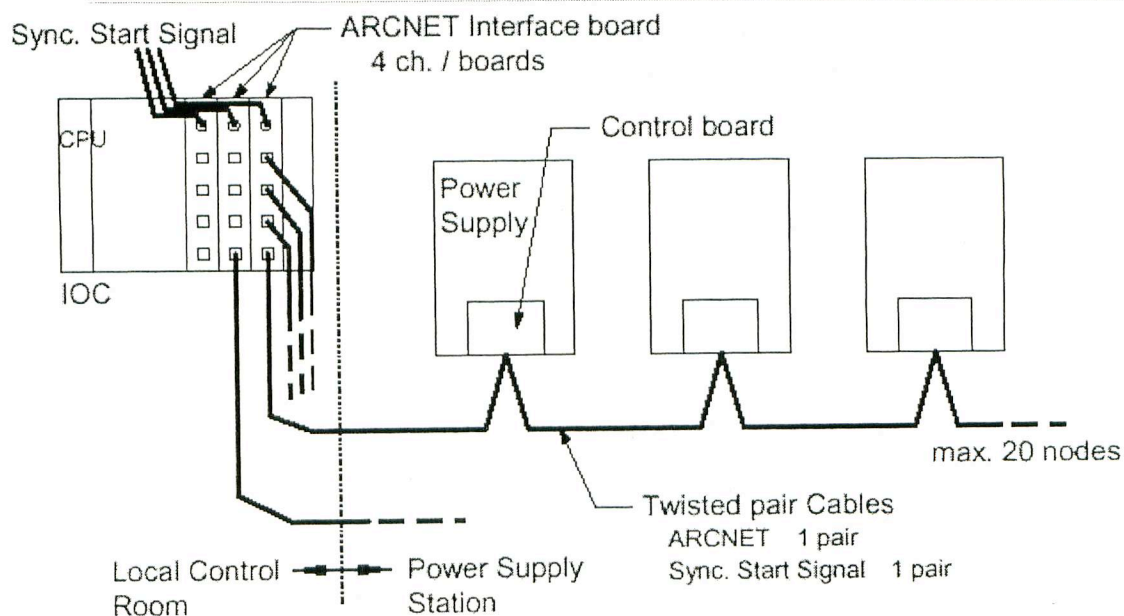 Sync. Start Signal
ARCNET Interface board
4 ch. / boards
CPU
IOC
Control board
Power
Supply
max. 20 nodes
Twisted pair Cables
ARCNET 1 pair
Sync. Start Signal 1 pair
Local Control
Room
Power Supply
Station